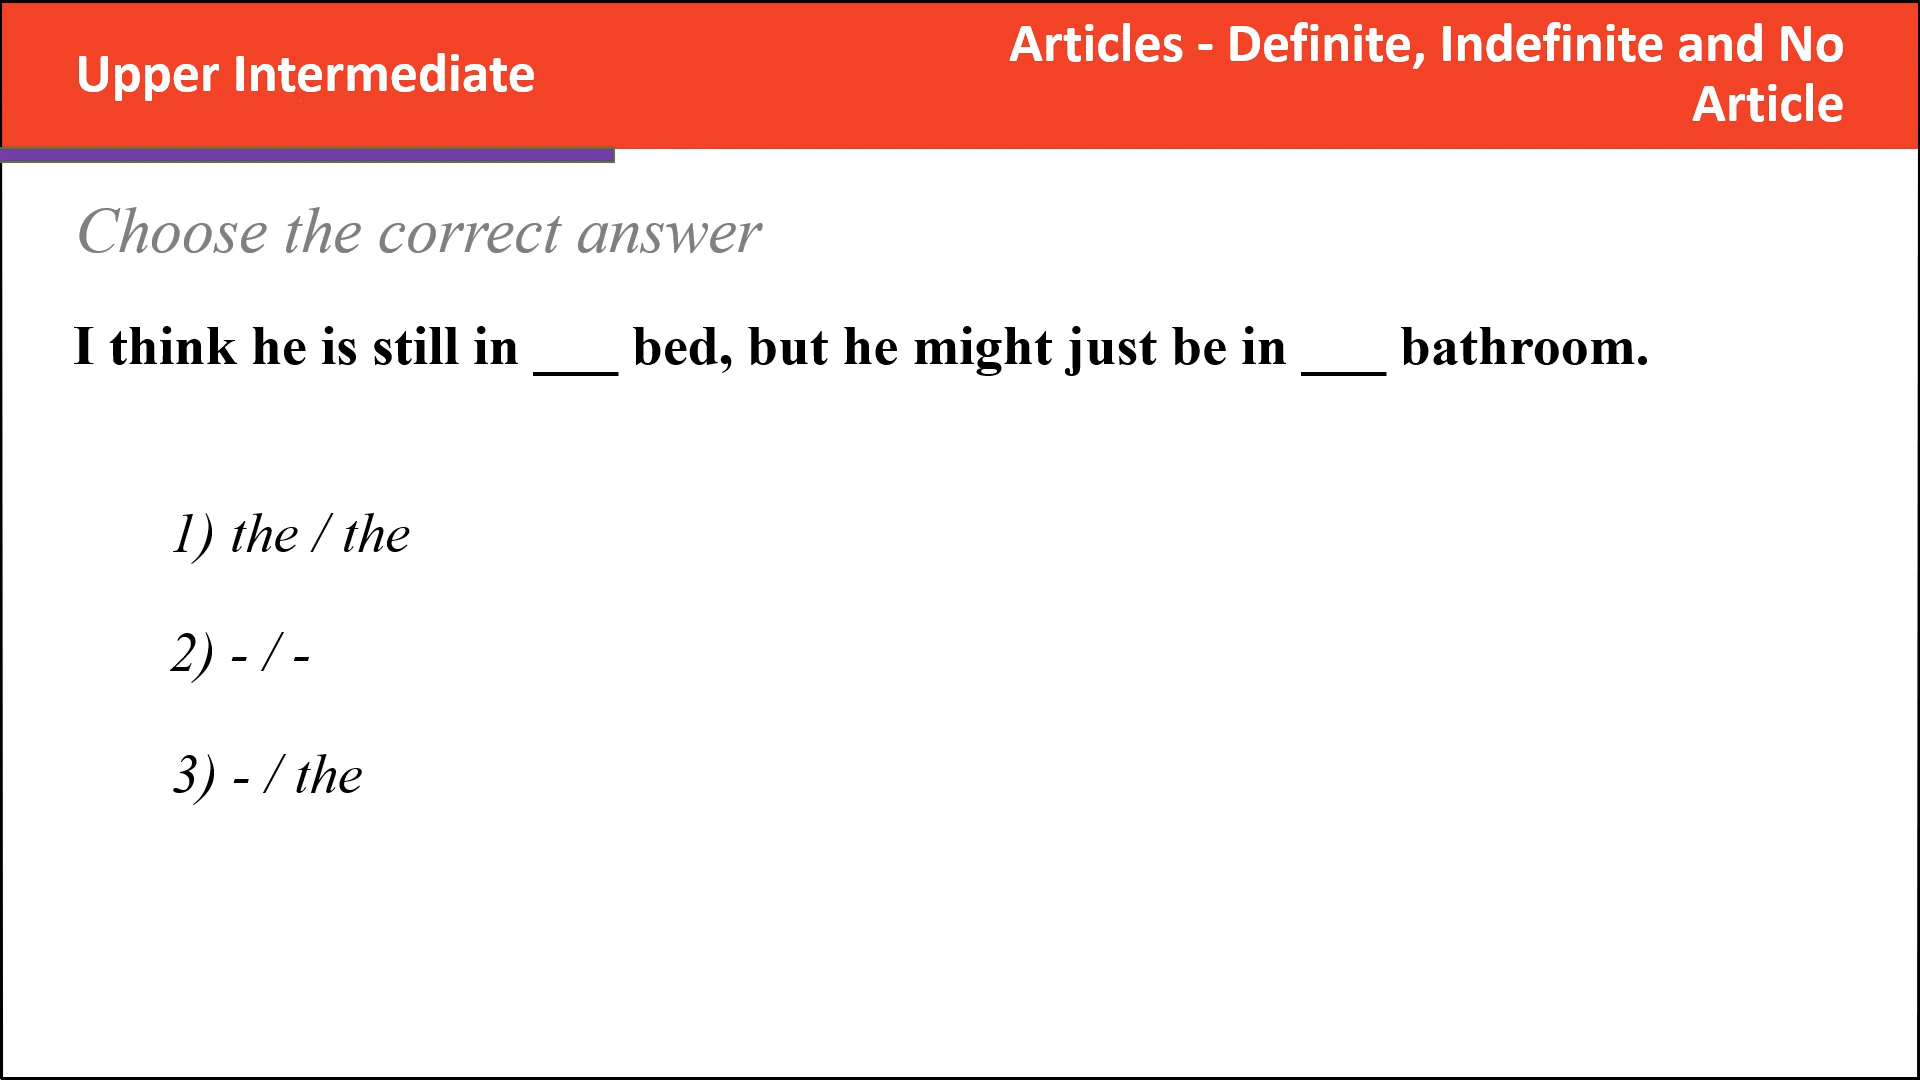 Upper Intermediate
Articles - Definite, Indefinite and No
Article
Choose the correct answer
I think he is still in ___ bed, but he might just be in ___ bathroom.
1) the / the
2) - / -
3) - / the